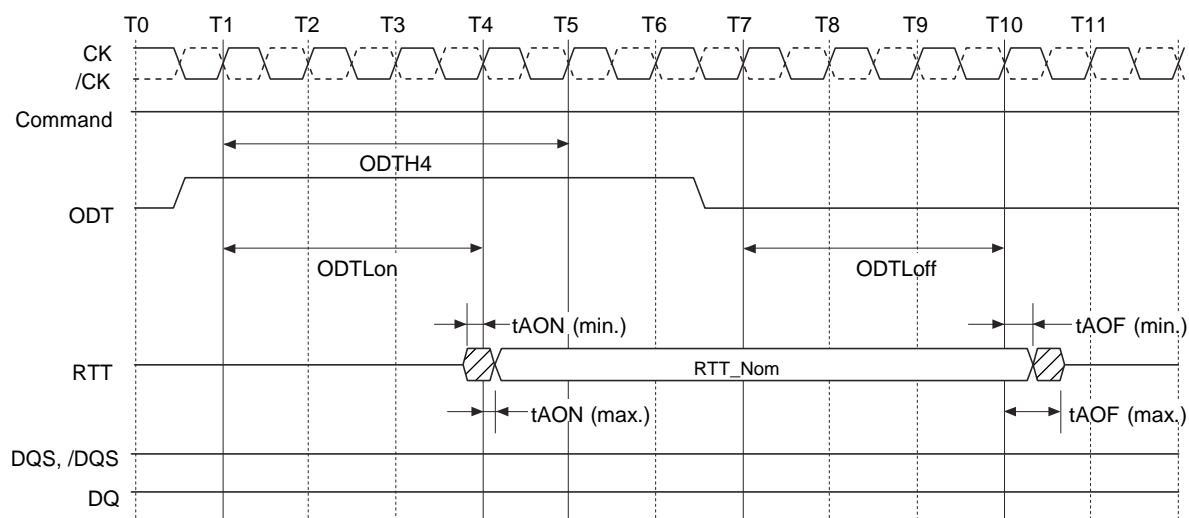 T0 T1 T2 T3 T4 T5 T6 T7 T8 T9 T10 T11
CK
/CK
Command
ODTH4
ODT
ODTLon ODTLoff
tAON (min.) tAOF (min.)
RTT RTT_Nom
tAON (max.) tAOF (max.)
DQS, /DQS
DQ